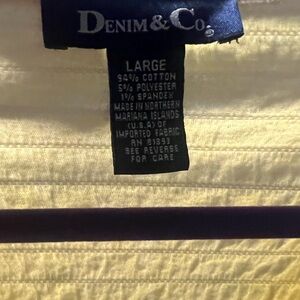 DENIM & CO.
LARGE
94% COTTON
5% POLYESTER
1% SPANDEX
MADE IN NORTHERN
MARIANA ISLANDS
(U.S.A) OF
IMPORTED FABRIC
RN 81393
SEE REVERSE
FOR CARE